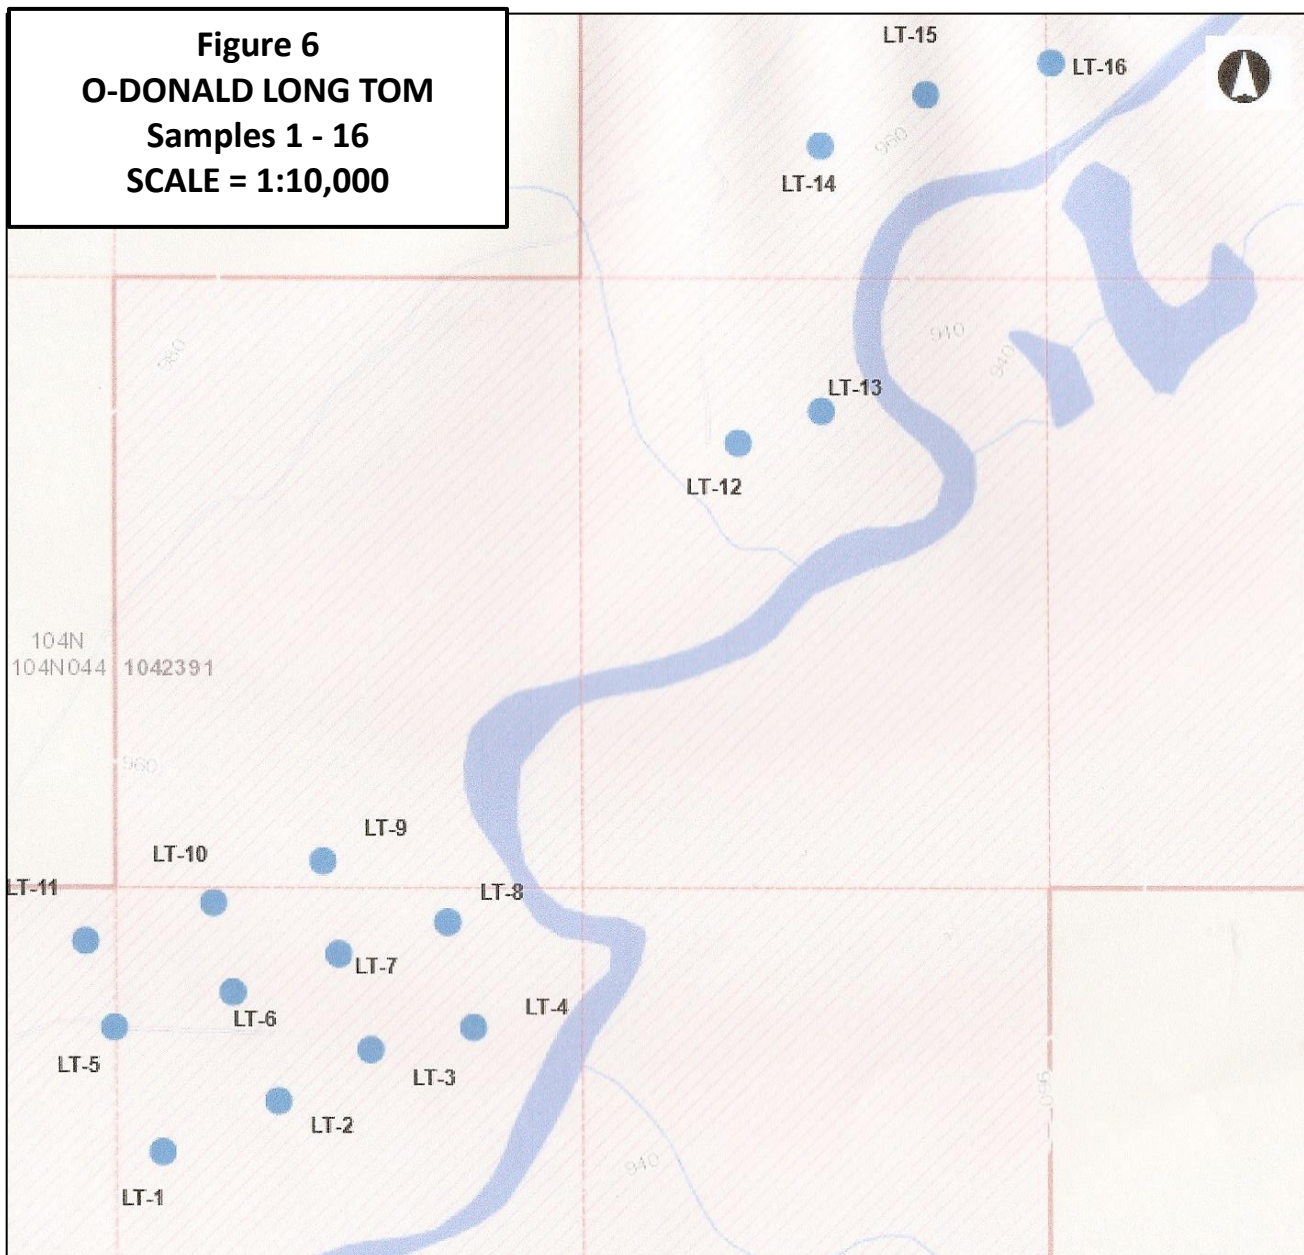 Figure 6
O-DONALD LONG TOM
Samples 1 - 16
SCALE = 1:10,000
LT-15
LT-16
960
LT-14
980
940
940
LT-13
LT-12
104N
104N044
1042391
960
LT-9
LT-10
LT-11
LT-8
LT-7
LT-6
LT-4
LT-5
LT-3
LT-2
960
940
LT-1